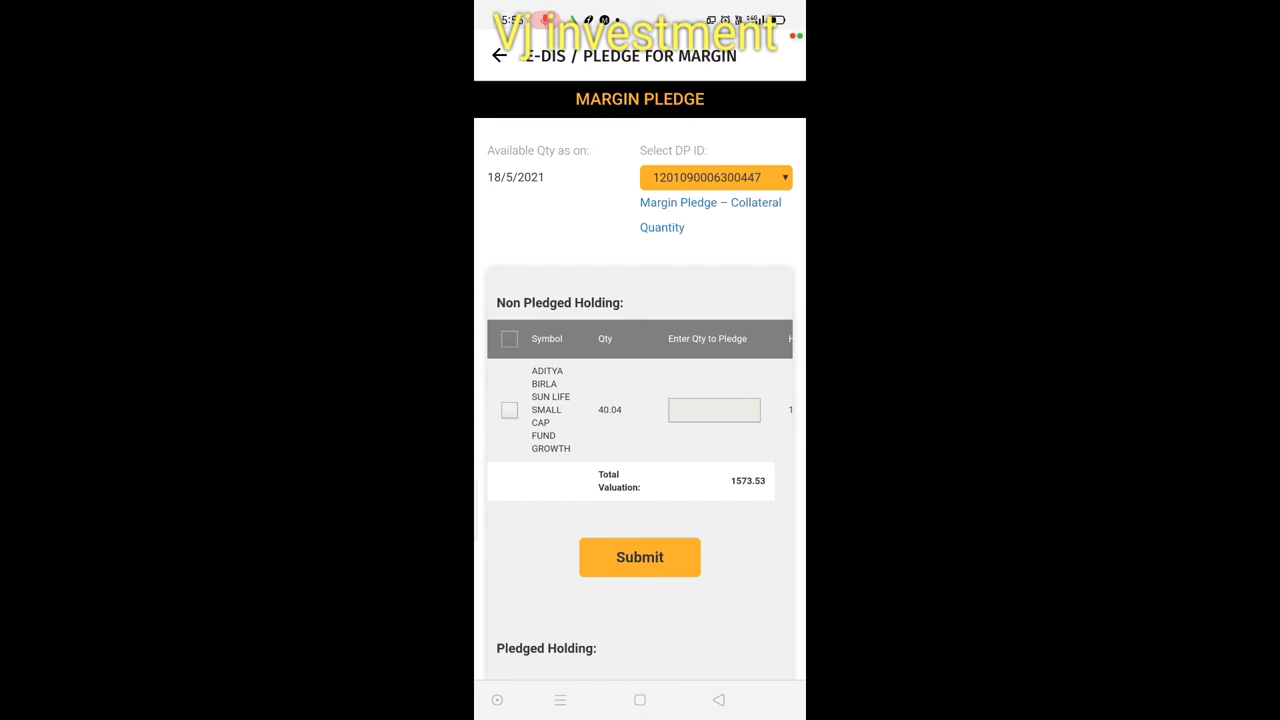 Vj investment
E-DIS / PLEDGE FOR MARGIN
MARGIN PLEDGE
Available Qty as on:
Select DP ID:
18/5/2021
1201090006300447
Margin Pledge – Collateral
Quantity
Non Pledged Holding:
Symbol Qty Enter Qty to Pledge H
ADITYA
BIRLA
SUN LIFE
SMALL
CAP
FUND
GROWTH
40.04
1
Total
Valuation:
1573.53
Submit
Pledged Holding: